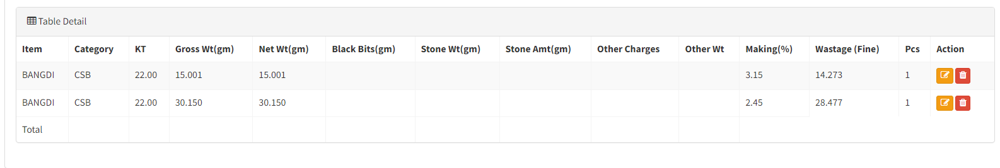 Table Detail
Item Category KT Gross Wt(gm) Net Wt(gm) Black Bits(gm) Stone Wt(gm) Stone Amt(gm) Other Charges Other Wt Making(%) Wastage (Fine) Pcs Action
BANGDI CSB 22.00 15.001 15.001 3.15 14.273 1
BANGDI CSB 22.00 30.150 30.150 2.45 28.477 1
Total